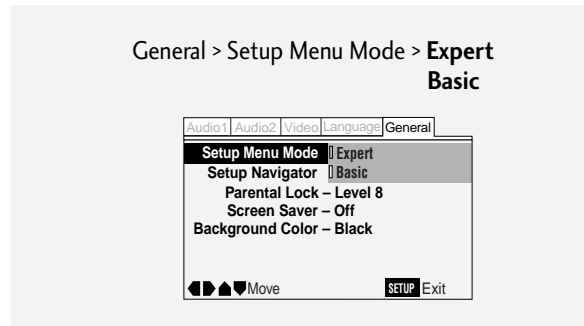 General > Setup Menu Mode > Expert
Basic
Audio1 Audio2 Video Language General
Setup Menu Mode Expert
Setup Navigator Basic
Parental Lock – Level 8
Screen Saver – Off
Background Color – Black
Move SETUP Exit